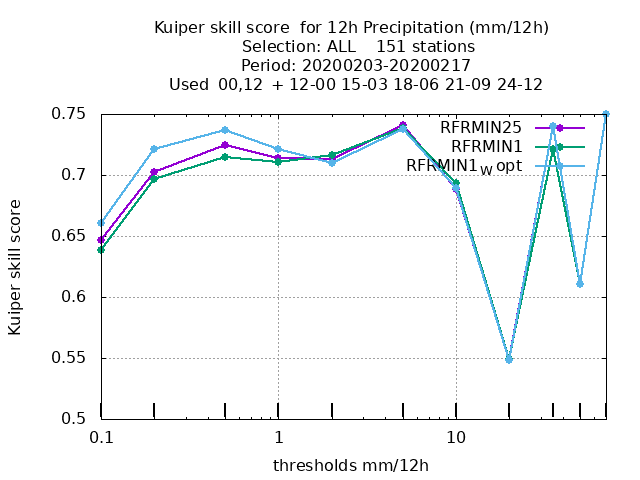 Kuiper skill score  for 12h Precipitation (mm/12h)
Selection: ALL    151 stations
Period: 20200203-20200217
Used  00,12  + 12-00 15-03 18-06 21-09 24-12
RFRMIN25
RFRMIN1
RFRMIN1W opt
0.75
0.7
0.65
0.6
0.55
0.5
Kuiper skill score
0.1 1 10
thresholds mm/12h